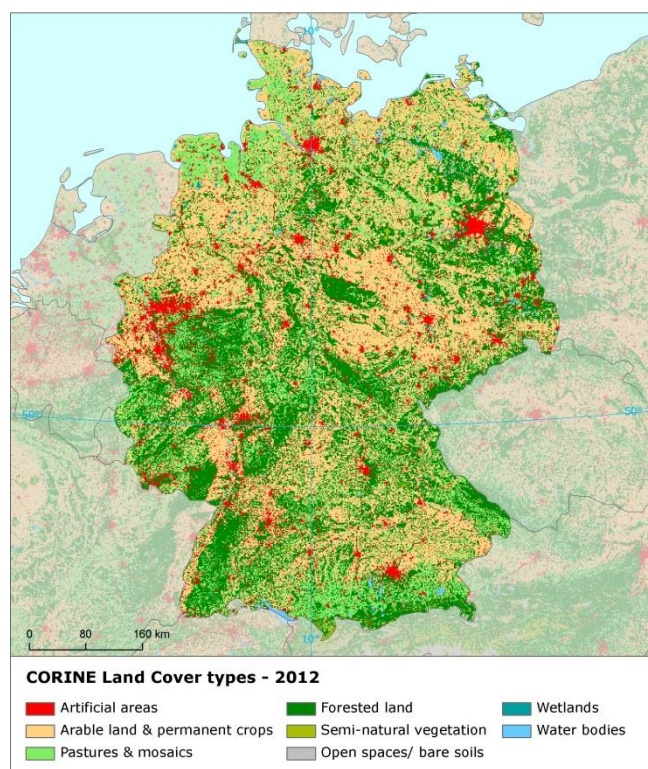 10°
50°
50°
10°
0 80 160 km
CORINE Land Cover types - 2012
Artificial areas
Forested land
Wetlands
Arable land & permanent crops
Semi-natural vegetation
Water bodies
Pastures & mosaics
Open spaces/ bare soils